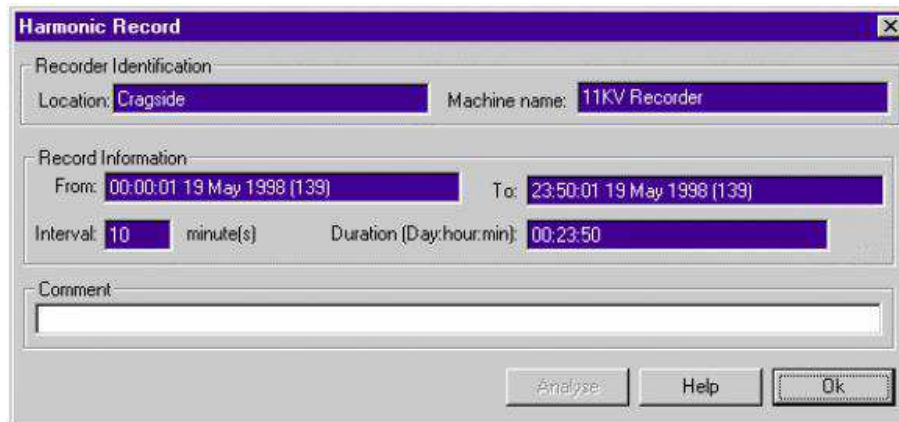 Harmonic Record
Recorder Identification
Location: Cragside Machine name: 11KV Recorder
Record Information
From: 00:00:01 19 May 1998 (139) To: 23:50:01 19 May 1998 (139)
Interval: 10 minute(s) Duration (Day:hour:min): 00:23:50
Comment
Analyse Help Ok